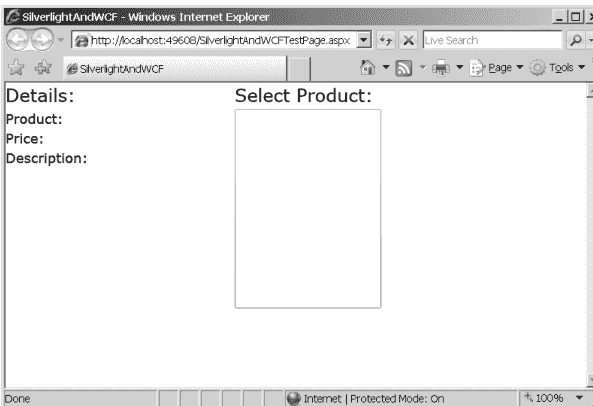 SilverlightAndWCF - Windows Internet Explorer
http://localhost:49608/SilverlightAndWCFTestPage.aspx
Live Search
SilverlightAndWCF
Page
Tools
Details:
Select Product:
Product:
Price:
Description:
Done
Internet | Protected Mode: On
100%